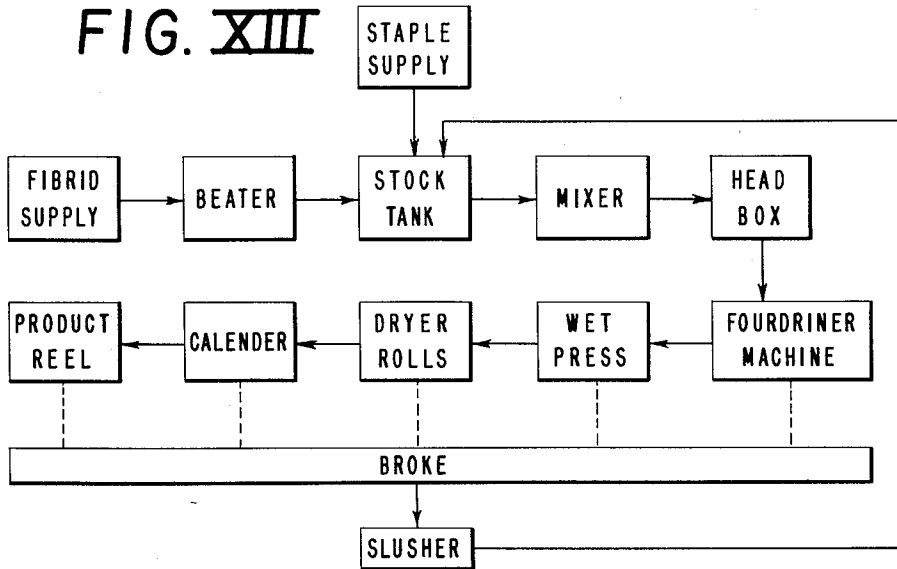 FIG. XIII
STAPLE
SUPPLY
FIBRID
SUPPLY
BEATER
STOCK
TANK
MIXER
HEAD
BOX
PRODUCT
REEL
CALENDER
DRYER
ROLLS
WET
PRESS
FOURDRINER
MACHINE
BROKE
SLUSHER